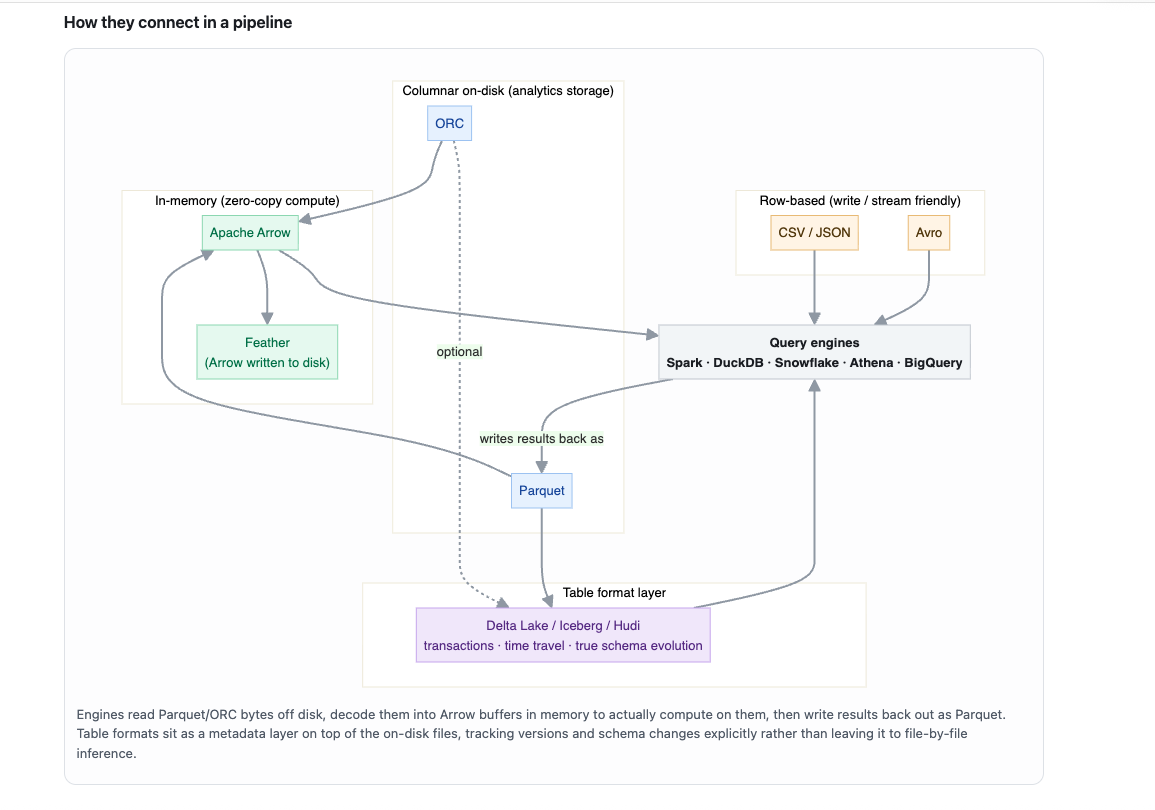 How they connect in a pipeline
Columnar on-disk (analytics storage)
ORC
In-memory (zero-copy compute)
Apache Arrow
Row-based (write / stream friendly)
CSV / JSON
Avro
Feather
(Arrow written to disk)
optional
Query engines
Spark · DuckDB · Snowflake · Athena · BigQuery
writes results back as
Parquet
Table format layer
Delta Lake / Iceberg / Hudi
transactions · time travel · true schema evolution
Engines read Parquet/ORC bytes off disk, decode them into Arrow buffers in memory to actually compute on them, then write results back out as Parquet.
Table formats sit as a metadata layer on top of the on-disk files, tracking versions and schema changes explicitly rather than leaving it to file-by-file
inference.